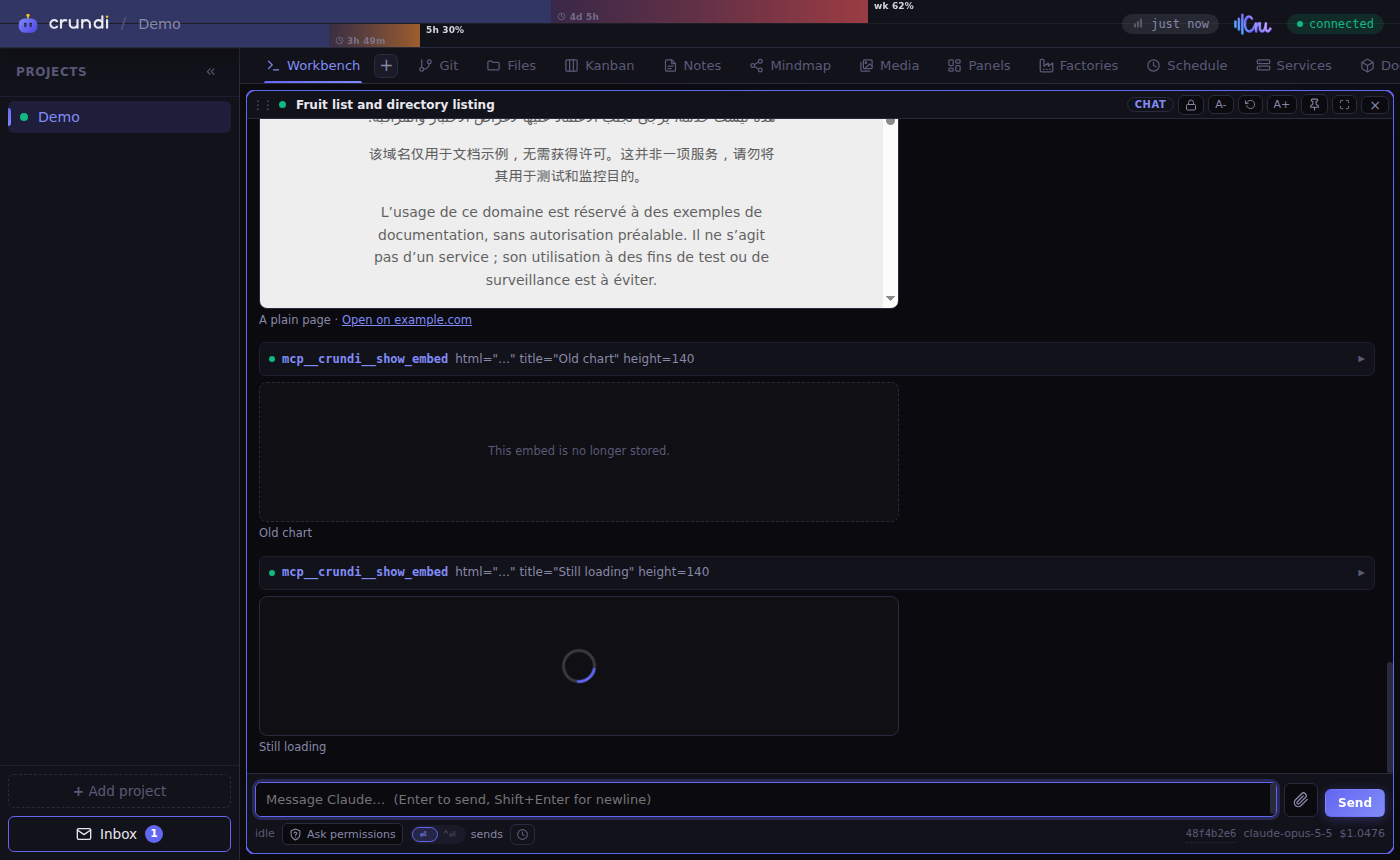 crundi / Demo
4d 5h
wk 62%
3h 49m
5h 30%
just now
Cru
connected
PROJECTS
«
Demo
+ Add project
Inbox 1
Workbench
+
Git
Files
Kanban
Notes
Mindmap
Media
Panels
Factories
Schedule
Services
Do
Fruit list and directory listing
CHAT
A-
A+
该域名仅用于文档示例，无需获得许可。这并非一项服务，请勿将
其用于测试和监控目的。
L’usage de ce domaine est réservé à des exemples de
documentation, sans autorisation préalable. Il ne s’agit
pas d’un service ; son utilisation à des fins de test ou de
surveillance est à éviter.
A plain page · Open on example.com
mcp__crundi__show_embed html="…" title="Old chart" height=140
This embed is no longer stored.
Old chart
mcp__crundi__show_embed html="…" title="Still loading" height=140
Still loading
Message Claude… (Enter to send, Shift+Enter for newline)
Send
idle
Ask permissions
sends
48f4b2e6 claude-opus-5-5 $1.0476